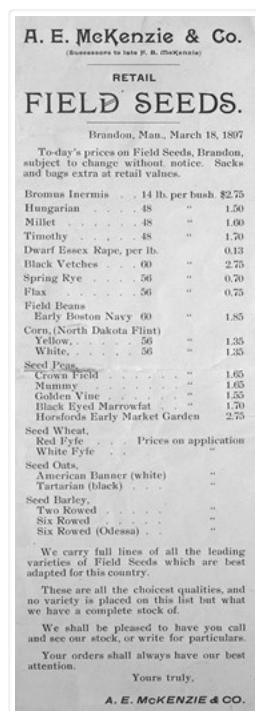 A. E. McKenzie & Co.
(Successors to late F. B. McKenzie)
RETAIL
FIELD SEEDS.
Brandon, Man., March 18, 1897
To-day's prices on Field Seeds, Brandon,
subject to change without notice. Sacks
and bags extra at retail values.
Bromus Inermis . . 14 lb. per bush. $2.75
Hungarian . . . . 48 " 1.50
Millet . . . . . 48 " 1.60
Timothy . . . . . 48 " 1.70
Dwarf Essex Rape, per lb. 0.13
Black Vetches . . 60 " 2.75
Spring Rye . . . 56 " 0.70
Flax . . . . . 56 " 0.75
Field Beans
Early Boston Navy 60 " 1.85
Corn, (North Dakota Flint)
Yellow, . . . . 56 " 1.35
White, . . . . 56 " 1.35
Seed Peas,
Crown Field . . . . . " 1.65
Mummy . . . . . . " 1.65
Golden Vine . . . . " 1.55
Black Eyed Marrowfat . . " 1.70
Horsfords Early Market Garden 2.75
Seed Wheat,
Red Fyfe . . . Prices on application
White Fyfe . . "
Seed Oats,
American Banner (white) "
Tartarian (black) . . . "
Seed Barley,
Two Rowed . . . . . "
Six Rowed . . . . . "
Six Rowed (Odessa) . . "
We carry full lines of all the leading
varieties of Field Seeds which are best
adapted for this country.
These are all the choicest qualities, and
no variety is placed on this list but what
we have a complete stock of.
We shall be pleased to have you call
and see our stock, or write for particulars.
Your orders shall always have our best
attention.
Yours truly,
A. E. McKENZIE & CO.